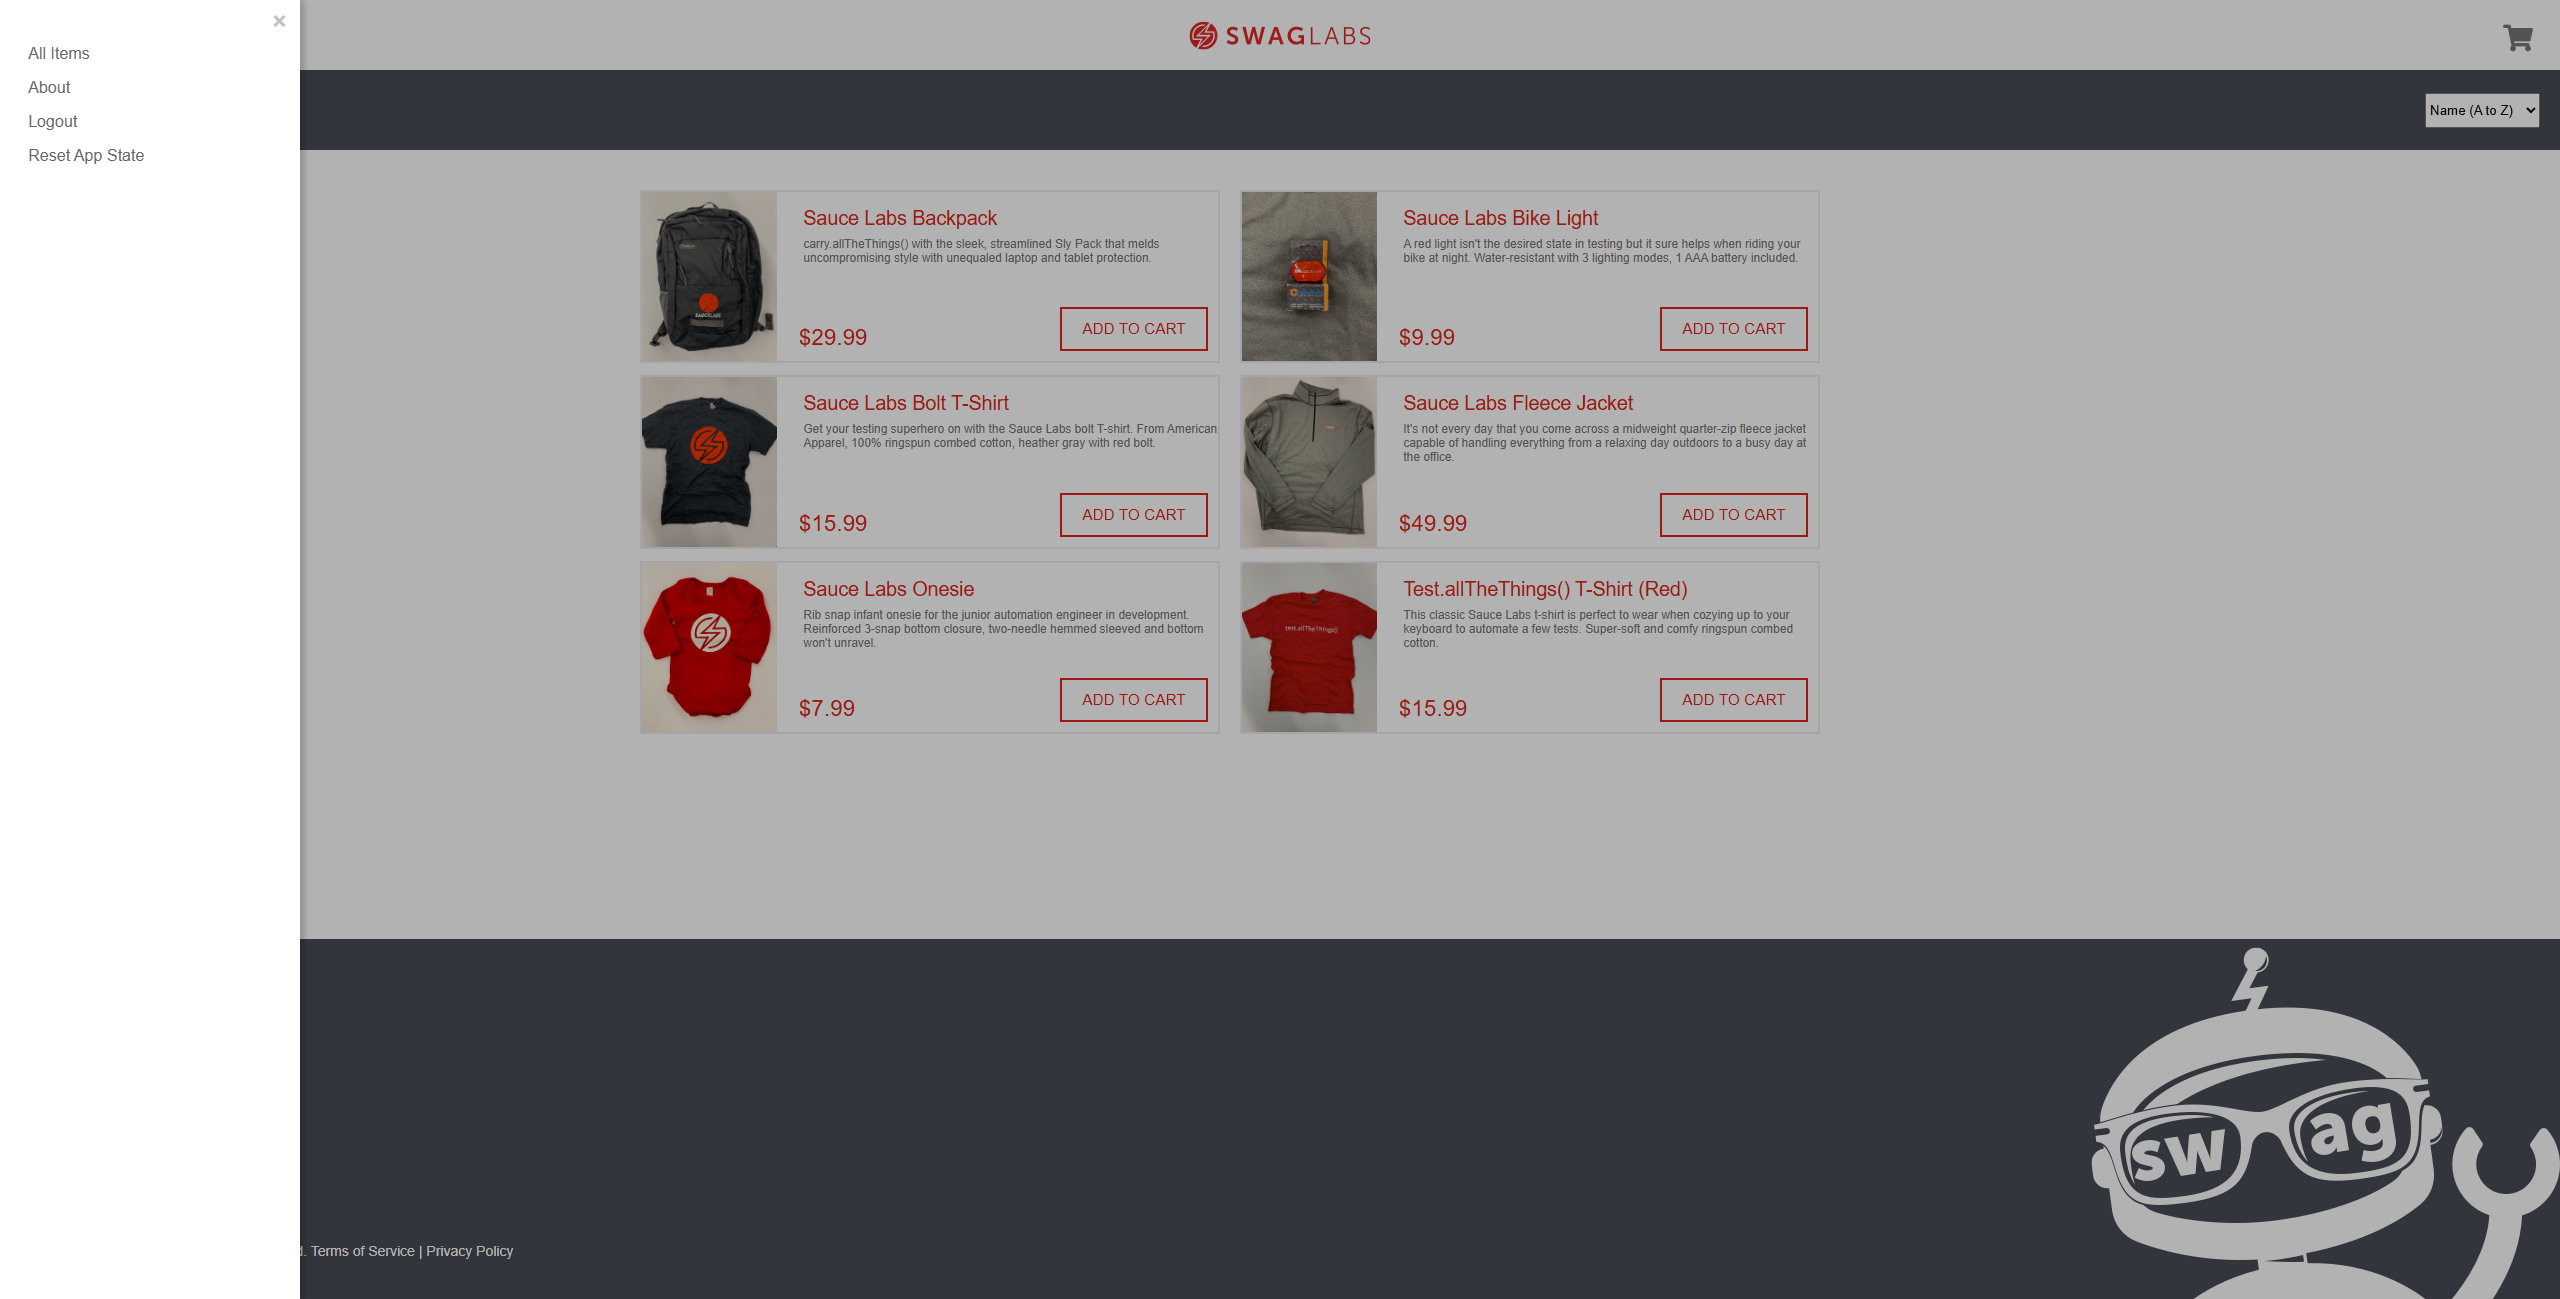 ×
All Items
About
Logout
Reset App State
SWAGLABS
Name (A to Z)
Sauce Labs Backpack
carry.allTheThings() with the sleek, streamlined Sly Pack that melds
uncompromising style with unequaled laptop and tablet protection.
$29.99
ADD TO CART
SAUCELABS
Sauce Labs Bike Light
A red light isn't the desired state in testing but it sure helps when riding your
bike at night. Water-resistant with 3 lighting modes, 1 AAA battery included.
$9.99
ADD TO CART
Sauce Labs Bolt T-Shirt
Get your testing superhero on with the Sauce Labs bolt T-shirt. From American
Apparel, 100% ringspun combed cotton, heather gray with red bolt.
$15.99
ADD TO CART
Sauce Labs Fleece Jacket
It's not every day that you come across a midweight quarter-zip fleece jacket
capable of handling everything from a relaxing day outdoors to a busy day at
the office.
$49.99
ADD TO CART
Sauce Labs Onesie
Rib snap infant onesie for the junior automation engineer in development.
Reinforced 3-snap bottom closure, two-needle hemmed sleeved and bottom
won't unravel.
$7.99
ADD TO CART
test.allTheThings()
Test.allTheThings() T-Shirt (Red)
This classic Sauce Labs t-shirt is perfect to wear when cozying up to your
keyboard to automate a few tests. Super-soft and comfy ringspun combed
cotton.
$15.99
ADD TO CART
sw ag
. Terms of Service | Privacy Policy